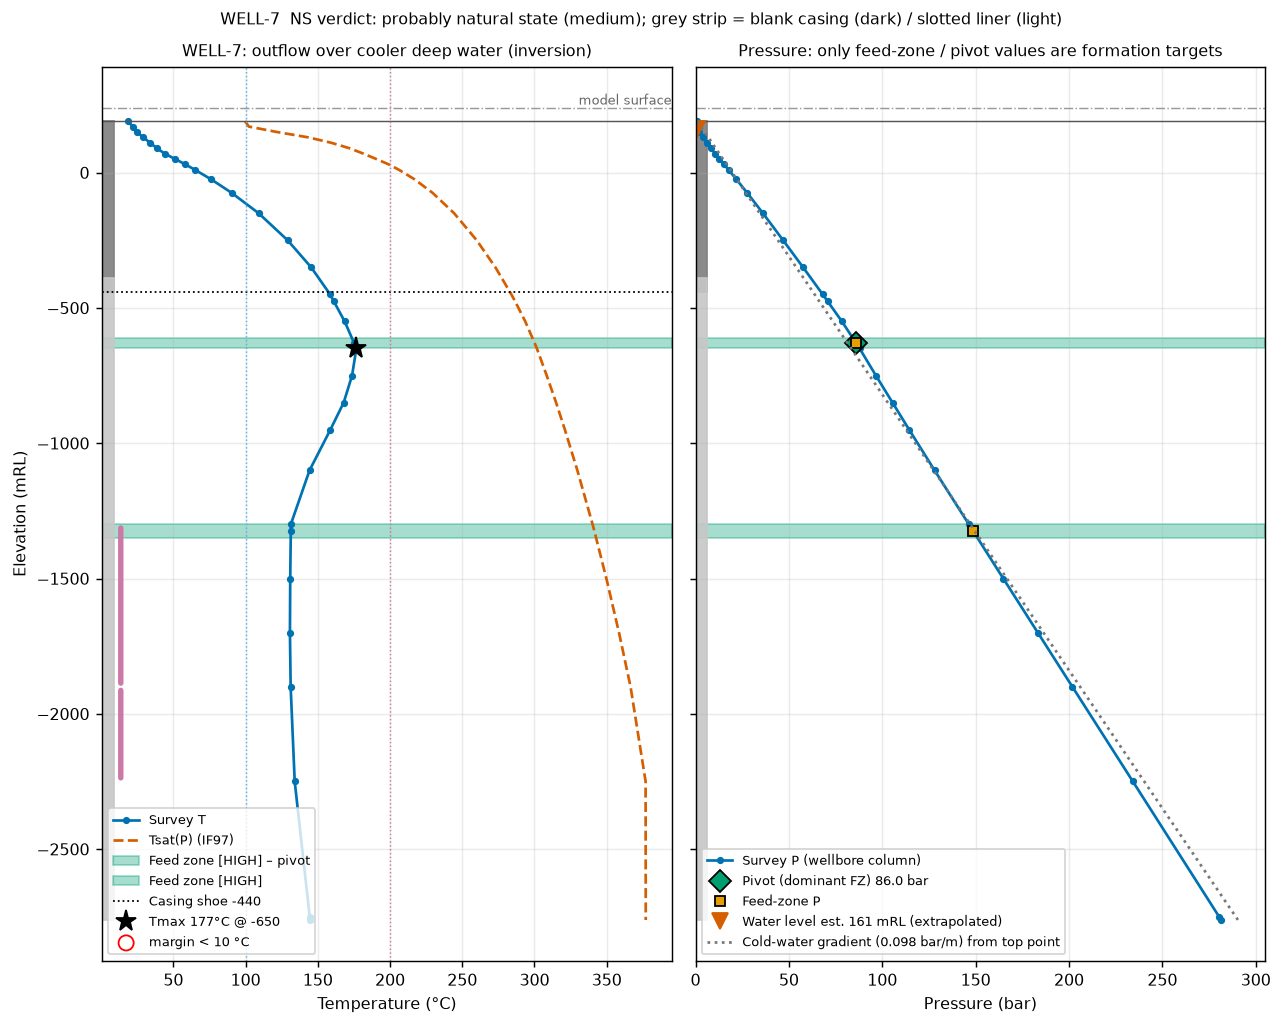 WELL-7  NS verdict: probably natural state (medium); grey strip = blank casing (dark) / slotted liner (light)
WELL-7: outflow over cooler deep water (inversion)
model surface
Elevation (mRL)
0
−500
−1000
−1500
−2000
−2500
Survey T
Tsat(P) (IF97)
Feed zone [HIGH] – pivot
Feed zone [HIGH]
Casing shoe -440
Tmax 177°C @ -650
margin < 10 °C
50 100 150 200 250 300 350
Temperature (°C)
Pressure: only feed-zone / pivot values are formation targets
Survey P (wellbore column)
Pivot (dominant FZ) 86.0 bar
Feed-zone P
Water level est. 161 mRL (extrapolated)
Cold-water gradient (0.098 bar/m) from top point
0 50 100 150 200 250 300
Pressure (bar)